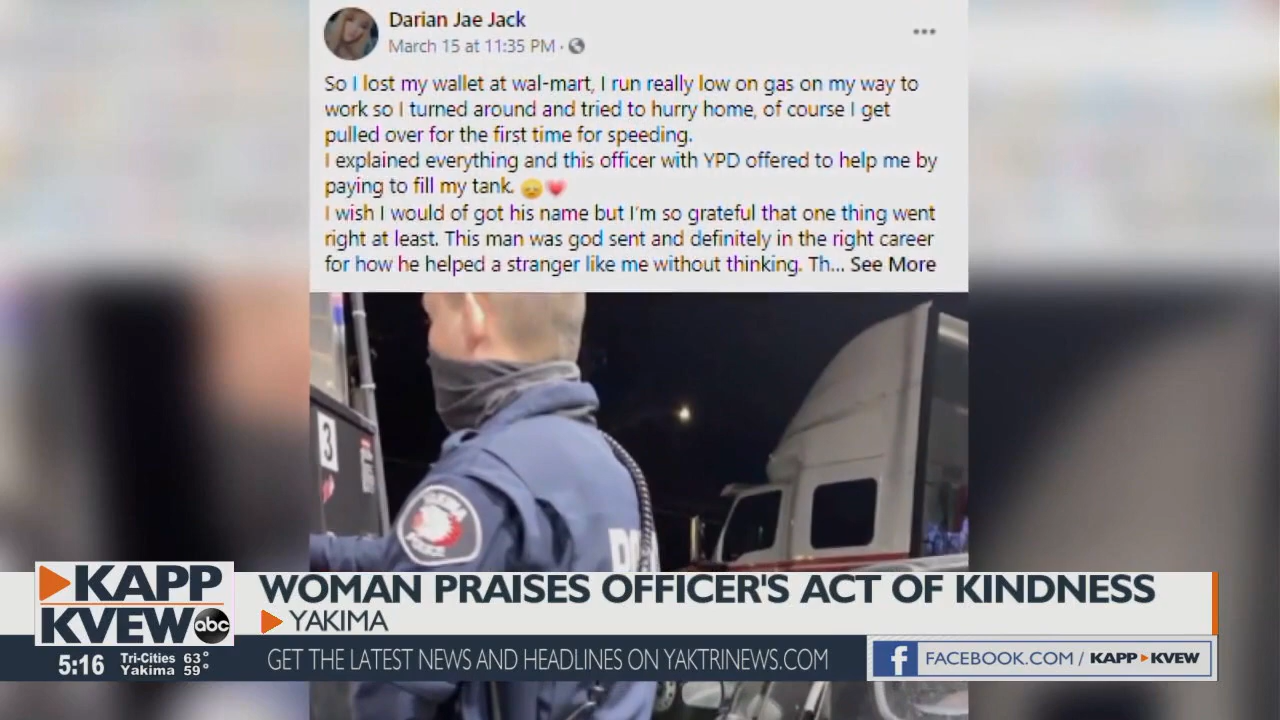 Darian Jae Jack
March 15 at 11:35 PM ·
So I lost my wallet at wal-mart, I run really low on gas on my way to
work so I turned around and tried to hurry home, of course I get
pulled over for the first time for speeding.
I explained everything and this officer with YPD offered to help me by
paying to fill my tank. 😞❤️
I wish I would of got his name but I'm so grateful that one thing went
right at least. This man was god sent and definitely in the right career
for how he helped a stranger like me without thinking. Th... See More
3
YAKIMA
POLICE
KAPP
KVEW abc
WOMAN PRAISES OFFICER'S ACT OF KINDNESS
YAKIMA
5:16
Tri-Cities 63°
Yakima 59°
GET THE LATEST NEWS AND HEADLINES ON YAKTRINEWS.COM
f FACEBOOK.COM / KAPP KVEW